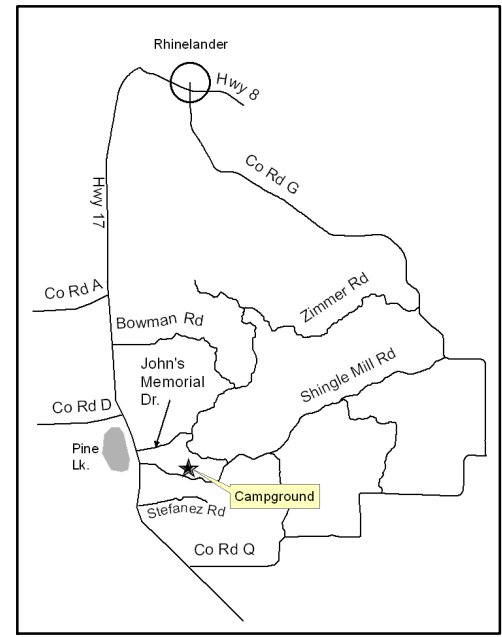 Rhinelander
Hwy 8
Co Rd G
Hwy 17
Co Rd A
Zimmer Rd
Bowman Rd
John's
Memorial
Dr.
Shingle Mill Rd
Co Rd D
Pine
Lk.
Campground
Stefanez Rd
Co Rd Q